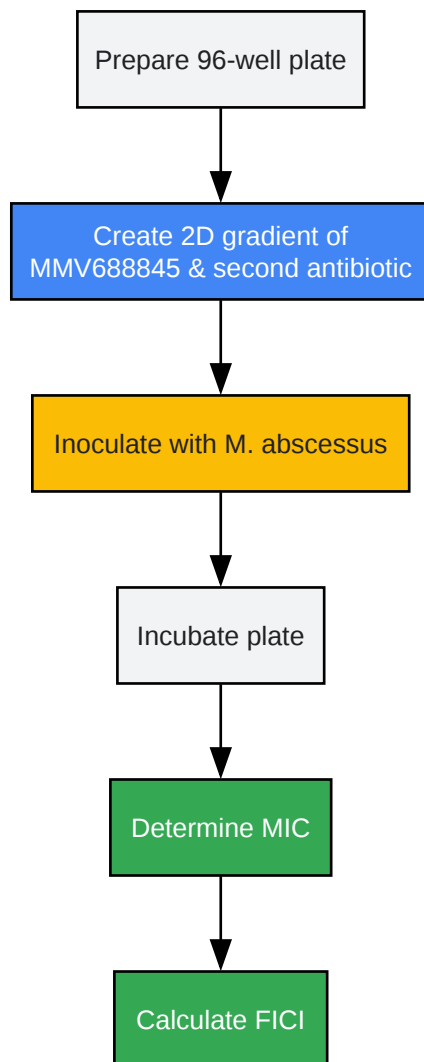 Prepare 96-well plate
Create 2D gradient of
MMV688845 & second antibiotic
Inoculate with M. abscessus
Incubate plate
Determine MIC
Calculate FICI